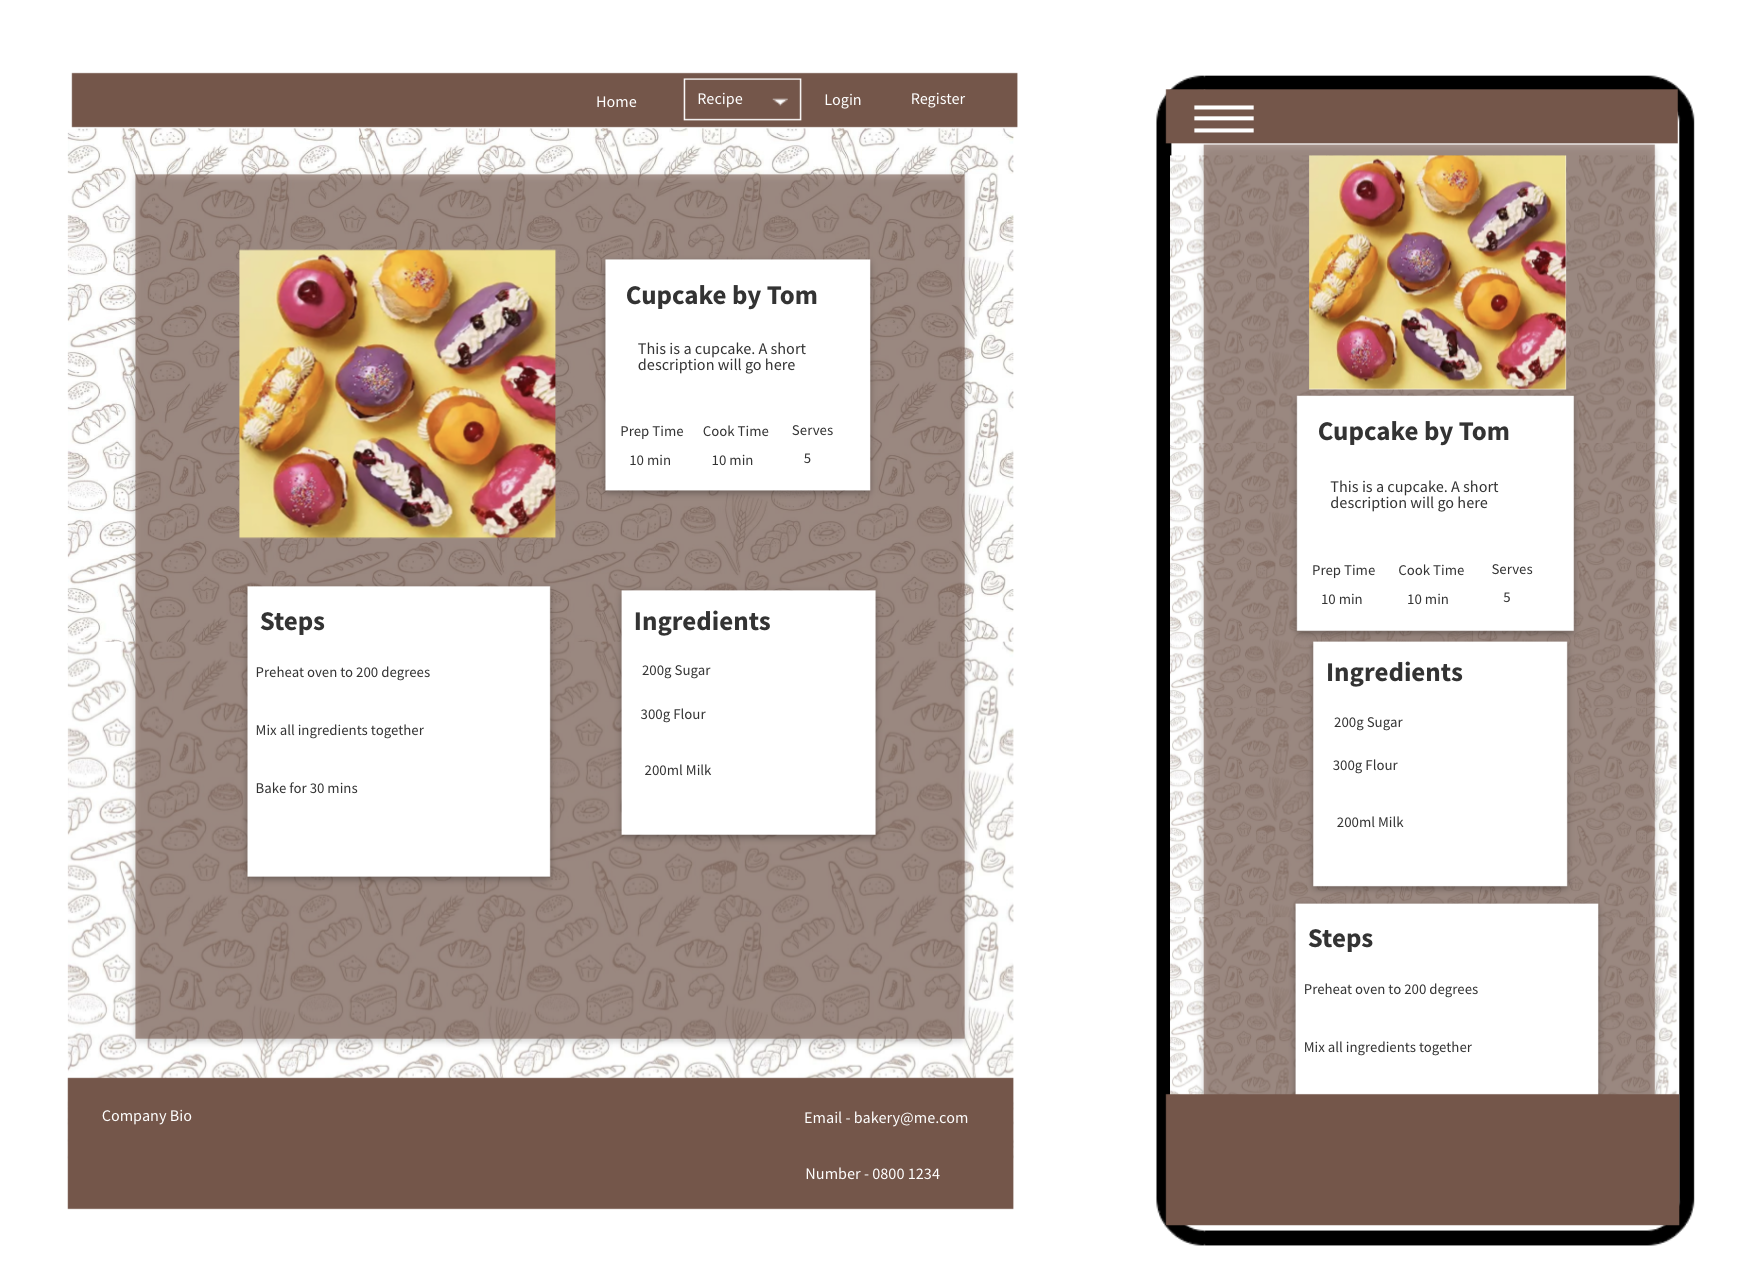 Home
Recipe
Login
Register
Cupcake by Tom
This is a cupcake. A short
description will go here
Prep Time
Cook Time
Serves
10 min
10 min
5
Steps
Preheat oven to 200 degrees
Mix all ingredients together
Bake for 30 mins
Ingredients
200g Sugar
300g Flour
200ml Milk
Company Bio
Email - bakery@me.com
Number - 0800 1234
Cupcake by Tom
This is a cupcake. A short
description will go here
Prep Time
Cook Time
Serves
10 min
10 min
5
Ingredients
200g Sugar
300g Flour
200ml Milk
Steps
Preheat oven to 200 degrees
Mix all ingredients together